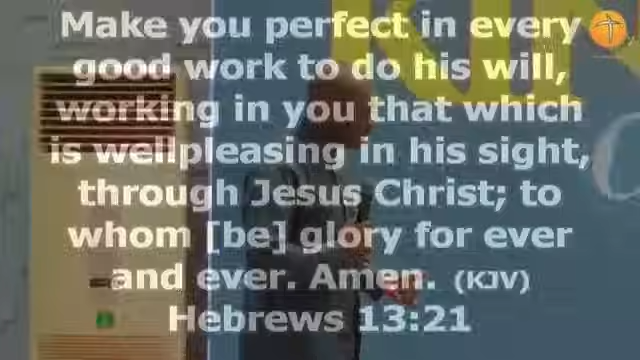 Make you perfect in every
good work to do his will,
working in you that which
is wellpleasing in his sight,
through Jesus Christ; to
whom [be] glory for ever
and ever. Amen. (KJV)
Hebrews 13:21
KIN
C